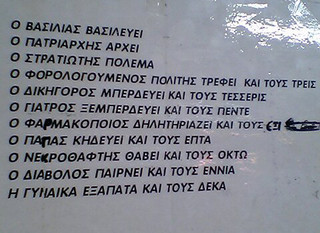 Ο ΒΑΣΙΛΙΑΣ ΒΑΣΙΛΕΥΕΙ
Ο ΠΑΤΡΙΑΡΧΗΣ ΑΡΧΕΙ
Ο ΣΤΡΑΤΙΩΤΗΣ ΠΟΛΕΜΑ
Ο ΦΟΡΟΛΟΓΟΥΜΕΝΟΣ ΠΟΛΙΤΗΣ ΤΡΕΦΕΙ ΚΑΙ ΤΟΥΣ ΤΡΕΙΣ
Ο ΔΙΚΗΓΟΡΟΣ ΜΠΕΡΔΕΥΕΙ ΚΑΙ ΤΟΥΣ ΤΕΣΣΕΡΙΣ
Ο ΓΙΑΤΡΟΣ ΞΕΜΠΕΡΔΕΥΕΙ ΚΑΙ ΤΟΥΣ ΠΕΝΤΕ
Ο ΦΑΡΜΑΚΟΠΟΙΟΣ ΔΗΛΗΤΗΡΙΑΖΕΙ ΚΑΙ ΤΟΥΣ ΕΞΙ
Ο ΠΑΠΑΣ ΚΗΔΕΥΕΙ ΚΑΙ ΤΟΥΣ ΕΠΤΑ
Ο ΝΕΚΡΟΘΑΦΤΗΣ ΘΑΒΕΙ ΚΑΙ ΤΟΥΣ ΟΚΤΩ
Ο ΔΙΑΒΟΛΟΣ ΠΑΙΡΝΕΙ ΚΑΙ ΤΟΥΣ ΕΝΝΙΑ
Η ΓΥΝΑΙΚΑ ΕΞΑΠΑΤΑ ΚΑΙ ΤΟΥΣ ΔΕΚΑ